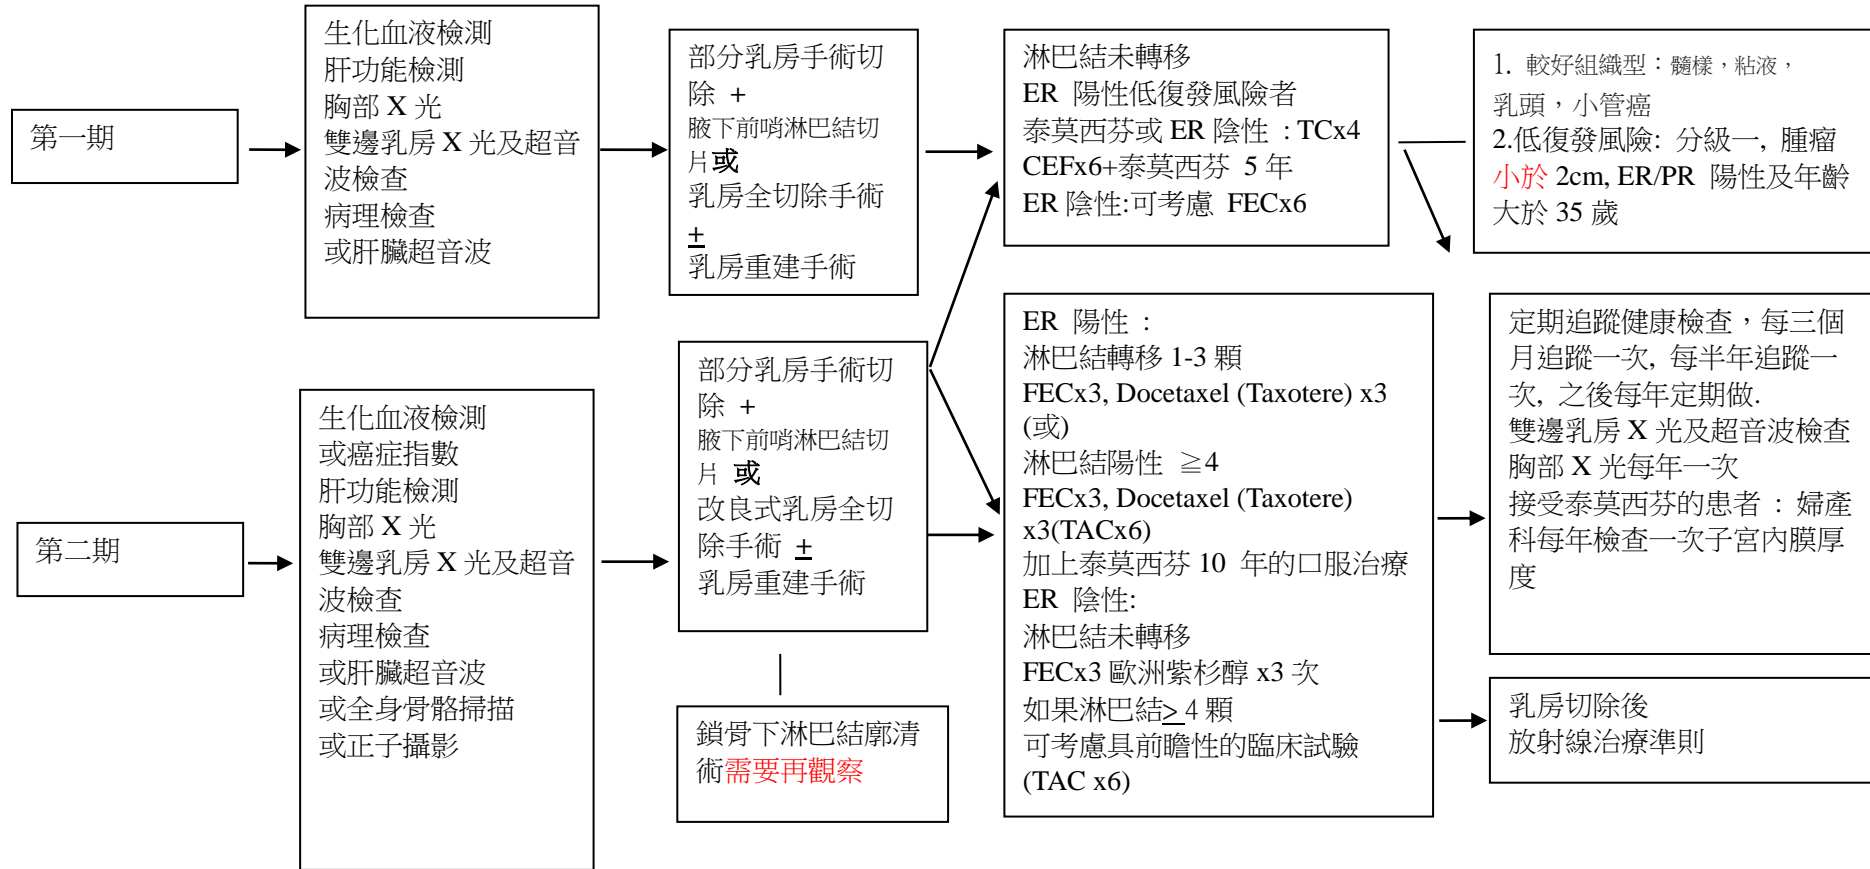 第一期
生化血液檢測
肝功能檢測
胸部 X 光
雙邊乳房 X 光及超音
波檢查
病理檢查
或肝臟超音波
部分乳房手術切
除 +
腋下前哨淋巴結切
片或
乳房全切除手術
±
乳房重建手術
淋巴結未轉移
ER 陽性低復發風險者
泰莫西芬或 ER 陰性 : TCx4
CEFx6+泰莫西芬 5 年
ER 陰性:可考慮 FECx6
1. 較好組織型：髓樣，粘液，
乳頭，小管癌
2.低復發風險: 分級一, 腫瘤
小於 2cm, ER/PR 陽性及年齡
大於 35 歲
第二期
生化血液檢測
或癌症指數
肝功能檢測
胸部 X 光
雙邊乳房 X 光及超音
波檢查
病理檢查
或肝臟超音波
或全身骨骼掃描
或正子攝影
部分乳房手術切
除 +
腋下前哨淋巴結切
片 或
改良式乳房全切
除手術 ±
乳房重建手術
鎖骨下淋巴結廓清
術需要再觀察
ER 陽性 :
淋巴結轉移 1-3 顆
FECx3, Docetaxel (Taxotere) x3
(或)
淋巴結陽性 ≧4
FECx3, Docetaxel (Taxotere)
x3(TACx6)
加上泰莫西芬 10 年的口服治療
ER 陰性:
淋巴結未轉移
FECx3 歐洲紫杉醇 x3 次
如果淋巴結≥4 顆
可考慮具前瞻性的臨床試驗
(TAC x6)
定期追蹤健康檢查，每三個
月追蹤一次, 每半年追蹤一
次, 之後每年定期做.
雙邊乳房 X 光及超音波檢查
胸部 X 光每年一次
接受泰莫西芬的患者 : 婦產
科每年檢查一次子宮內膜厚
度
乳房切除後
放射線治療準則